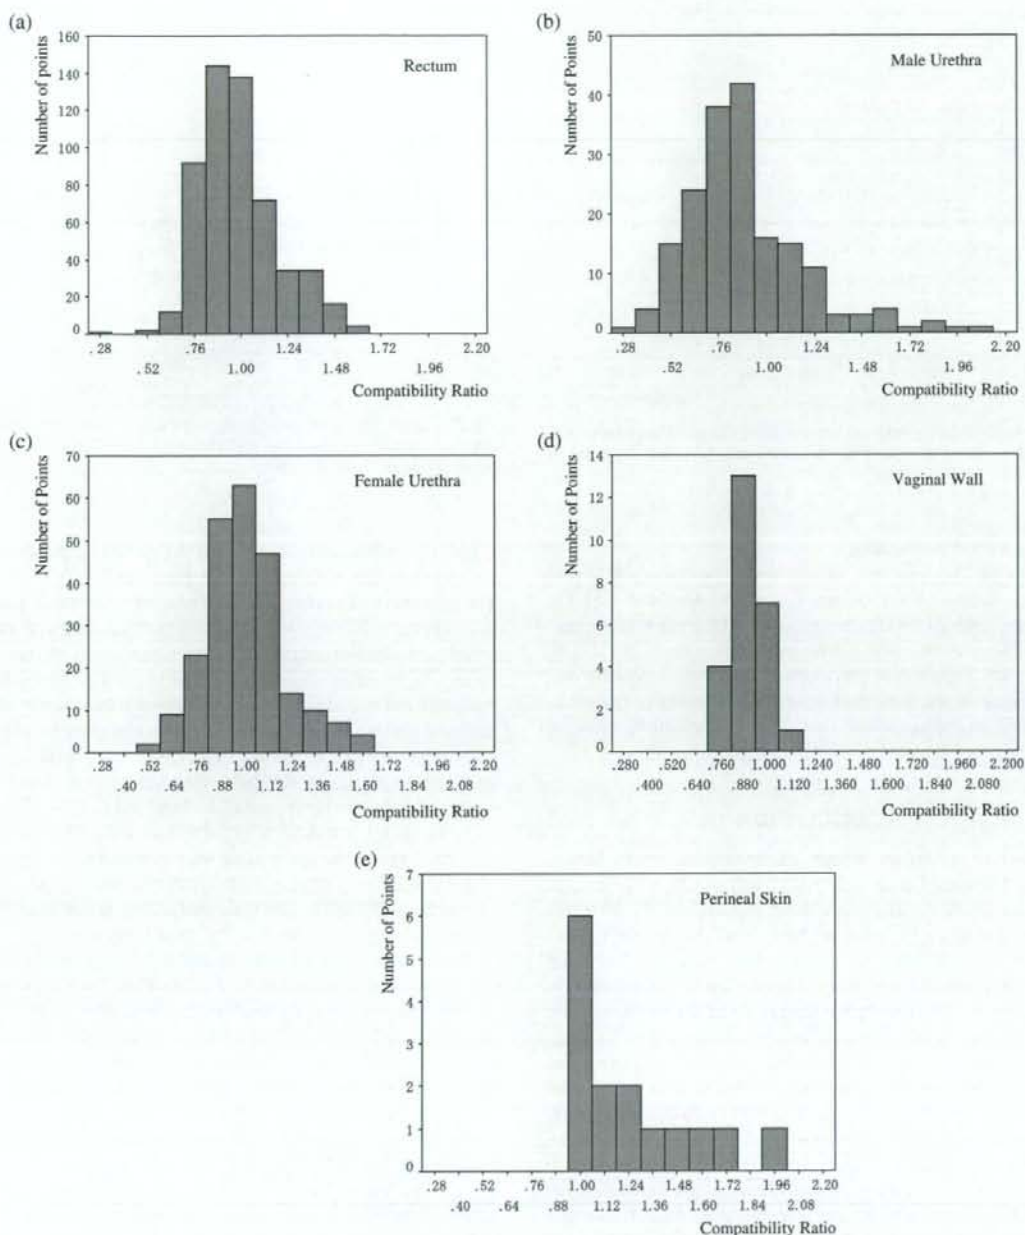 (a)
160
140
120
100
80
60
40
20
0
Number of points
Rectum
.28 .76 1.24 1.72 2.20
.52 1.00 1.48 1.96
Compatibility Ratio
(b)
50
40
30
20
10
0
Number of Points
Male Urethra
.28 .76 1.24 1.72 2.20
.52 1.00 1.48 1.96
Compatibility Ratio
(c)
70
60
50
40
30
20
10
0
Number of Points
Female Urethra
.28 .52 .76 1.00 1.24 1.48 1.72 1.96 2.20
.40 .64 .88 1.12 1.36 1.60 1.84 2.08
Compatibility Ratio
(d)
14
12
10
8
6
4
2
0
Number of Points
Vaginal Wall
.280 .520 .760 1.000 1.240 1.480 1.720 1.960 2.200
.400 .640 .880 1.120 1.360 1.600 1.840 2.080
Compatibility Ratio
(e)
7
6
5
4
3
2
1
0
Number of Points
Perineal Skin
.28 .52 .76 1.00 1.24 1.48 1.72 1.96 2.20
.40 .64 .88 1.12 1.36 1.60 1.84 2.08
Compatibility Ratio